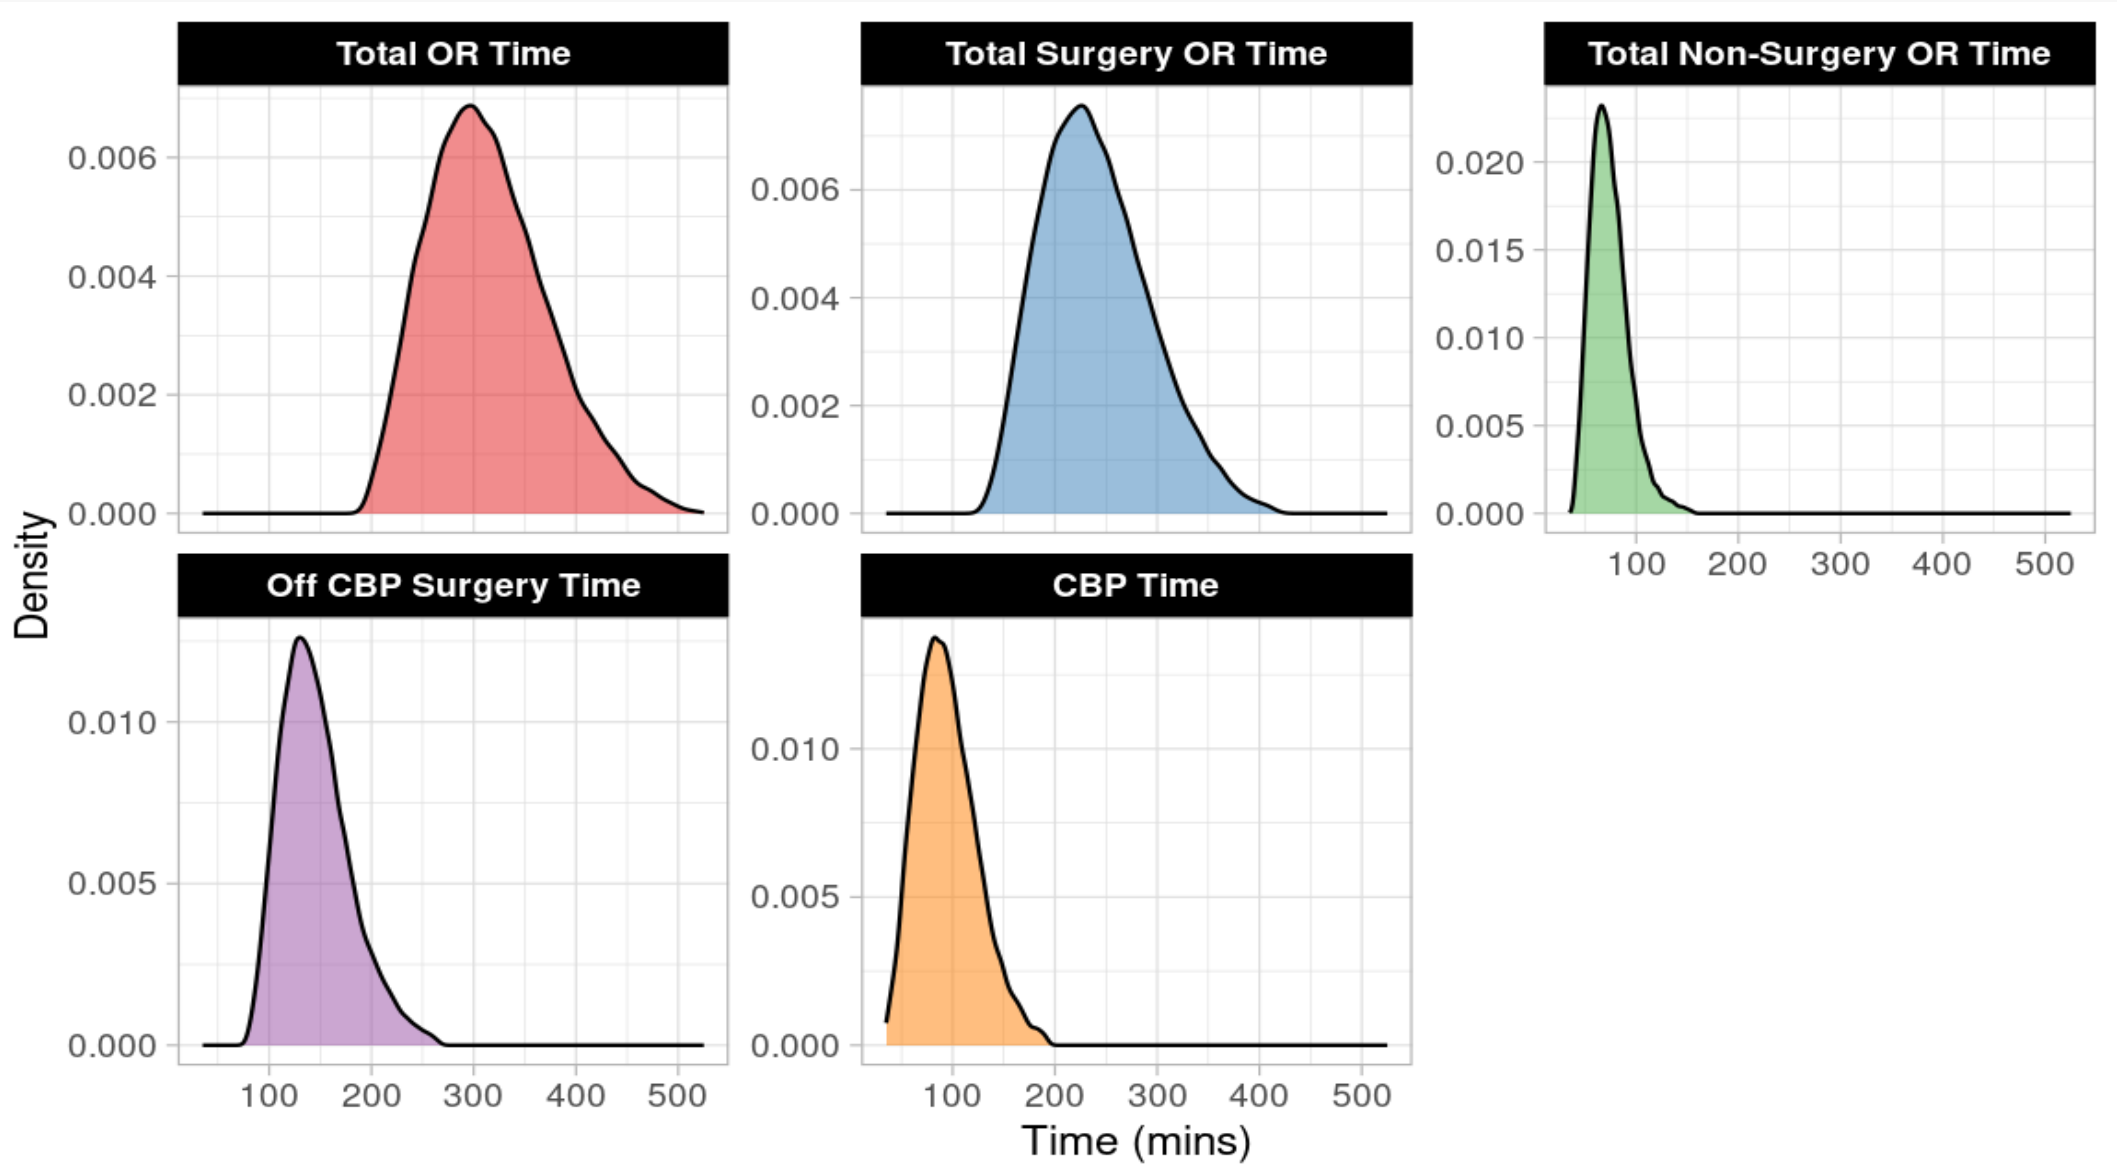 Total OR Time
Total Surgery OR Time
Total Non-Surgery OR Time
0.006
0.004
0.002
0.000
0.006
0.004
0.002
0.000
0.020
0.015
0.010
0.005
0.000
100 200 300 400 500
Density
Off CBP Surgery Time
CBP Time
0.010
0.005
0.000
0.010
0.005
0.000
100 200 300 400 500
100 200 300 400 500
Time (mins)